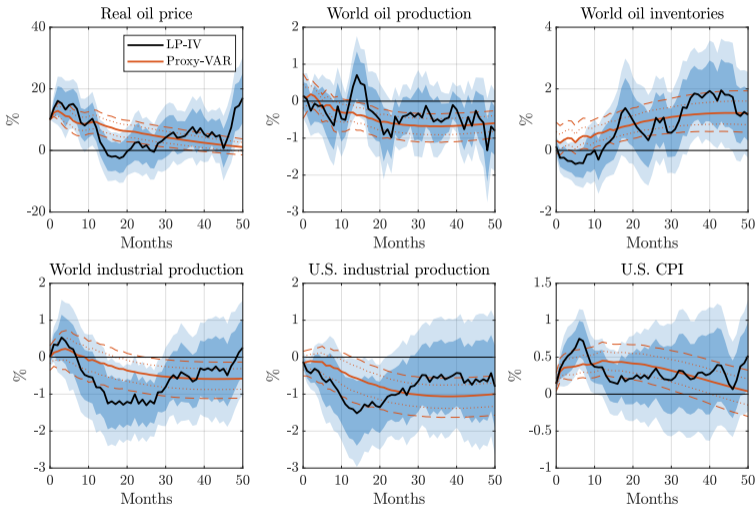 Real oil price
World oil production
World oil inventories
40
20
0
-20
%
LP-IV
Proxy-VAR
0 10 20 30 40 50
Months
2
1
0
-1
-2
-3
%
0 10 20 30 40 50
Months
4
2
0
-2
%
0 10 20 30 40 50
Months
World industrial production
U.S. industrial production
U.S. CPI
2
1
0
-1
-2
-3
%
0 10 20 30 40 50
Months
2
1
0
-1
-2
-3
%
0 10 20 30 40 50
Months
1.5
1
0.5
0
-0.5
-1
%
0 10 20 30 40 50
Months